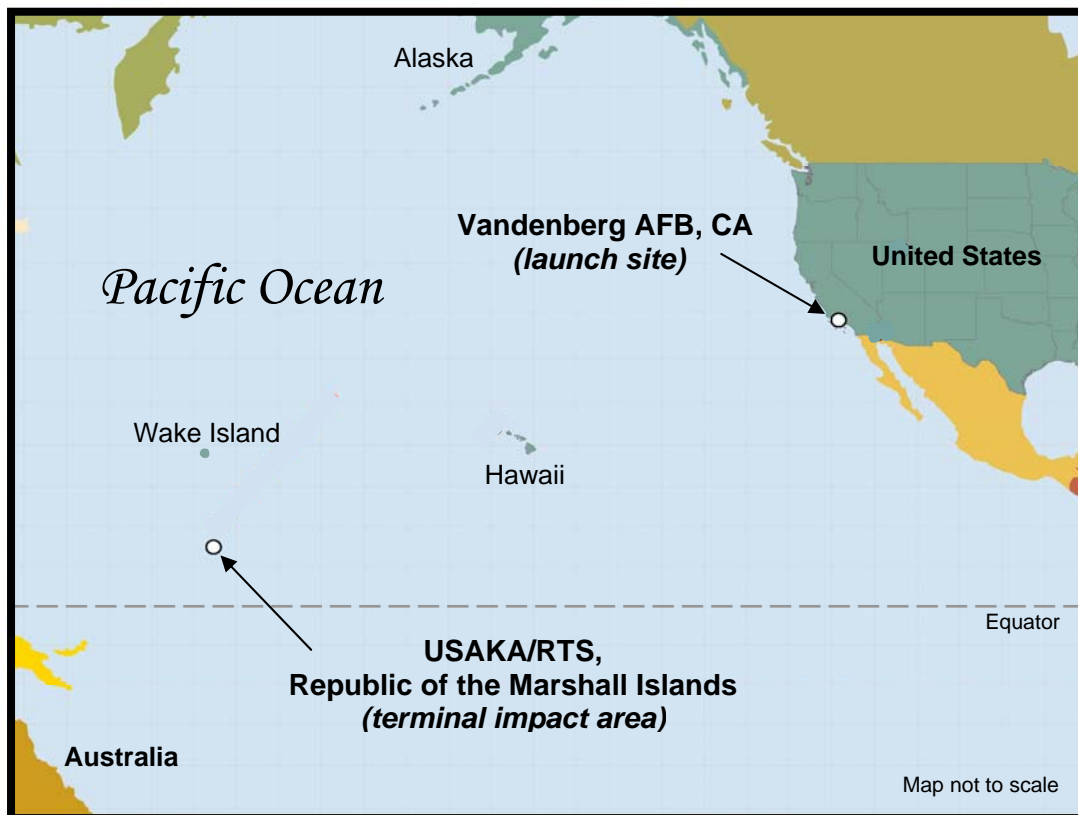 Alaska
Vandenberg AFB, CA
(launch site)
United States
Pacific Ocean
Wake Island
Hawaii
Equator
USAKA/RTS,
Republic of the Marshall Islands
(terminal impact area)
Australia
Map not to scale